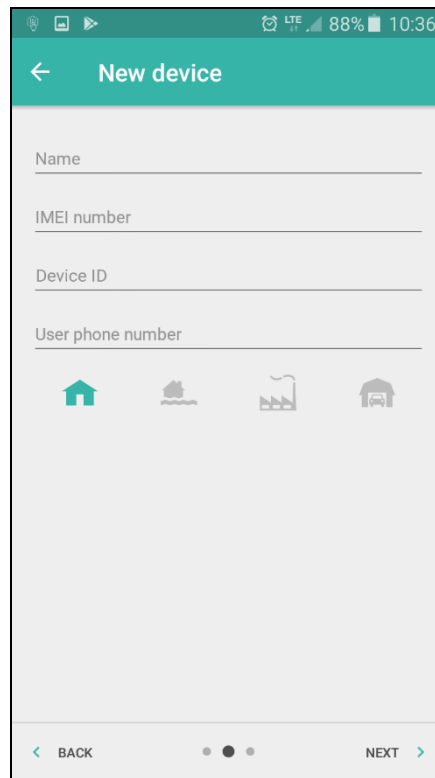 LTE 88% 10:36
New device
Name
IMEI number
Device ID
User phone number
BACK NEXT